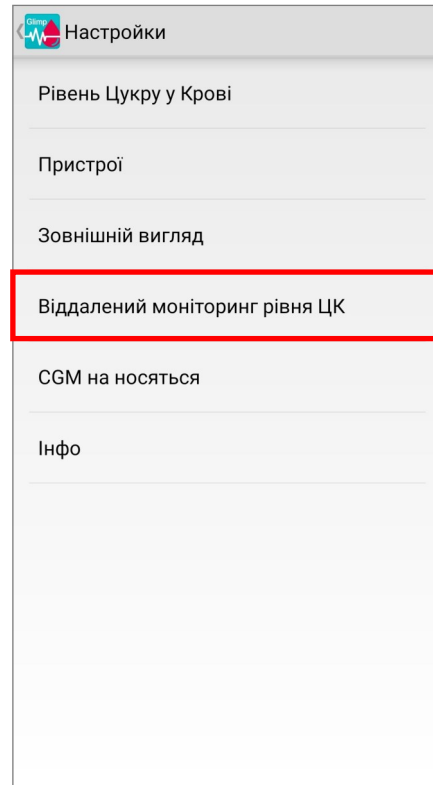 Glimp
Настройки
Рівень Цукру у Крові
Пристрої
Зовнішній вигляд
Віддалений моніторинг рівня ЦК
CGM на носяться
Інфо